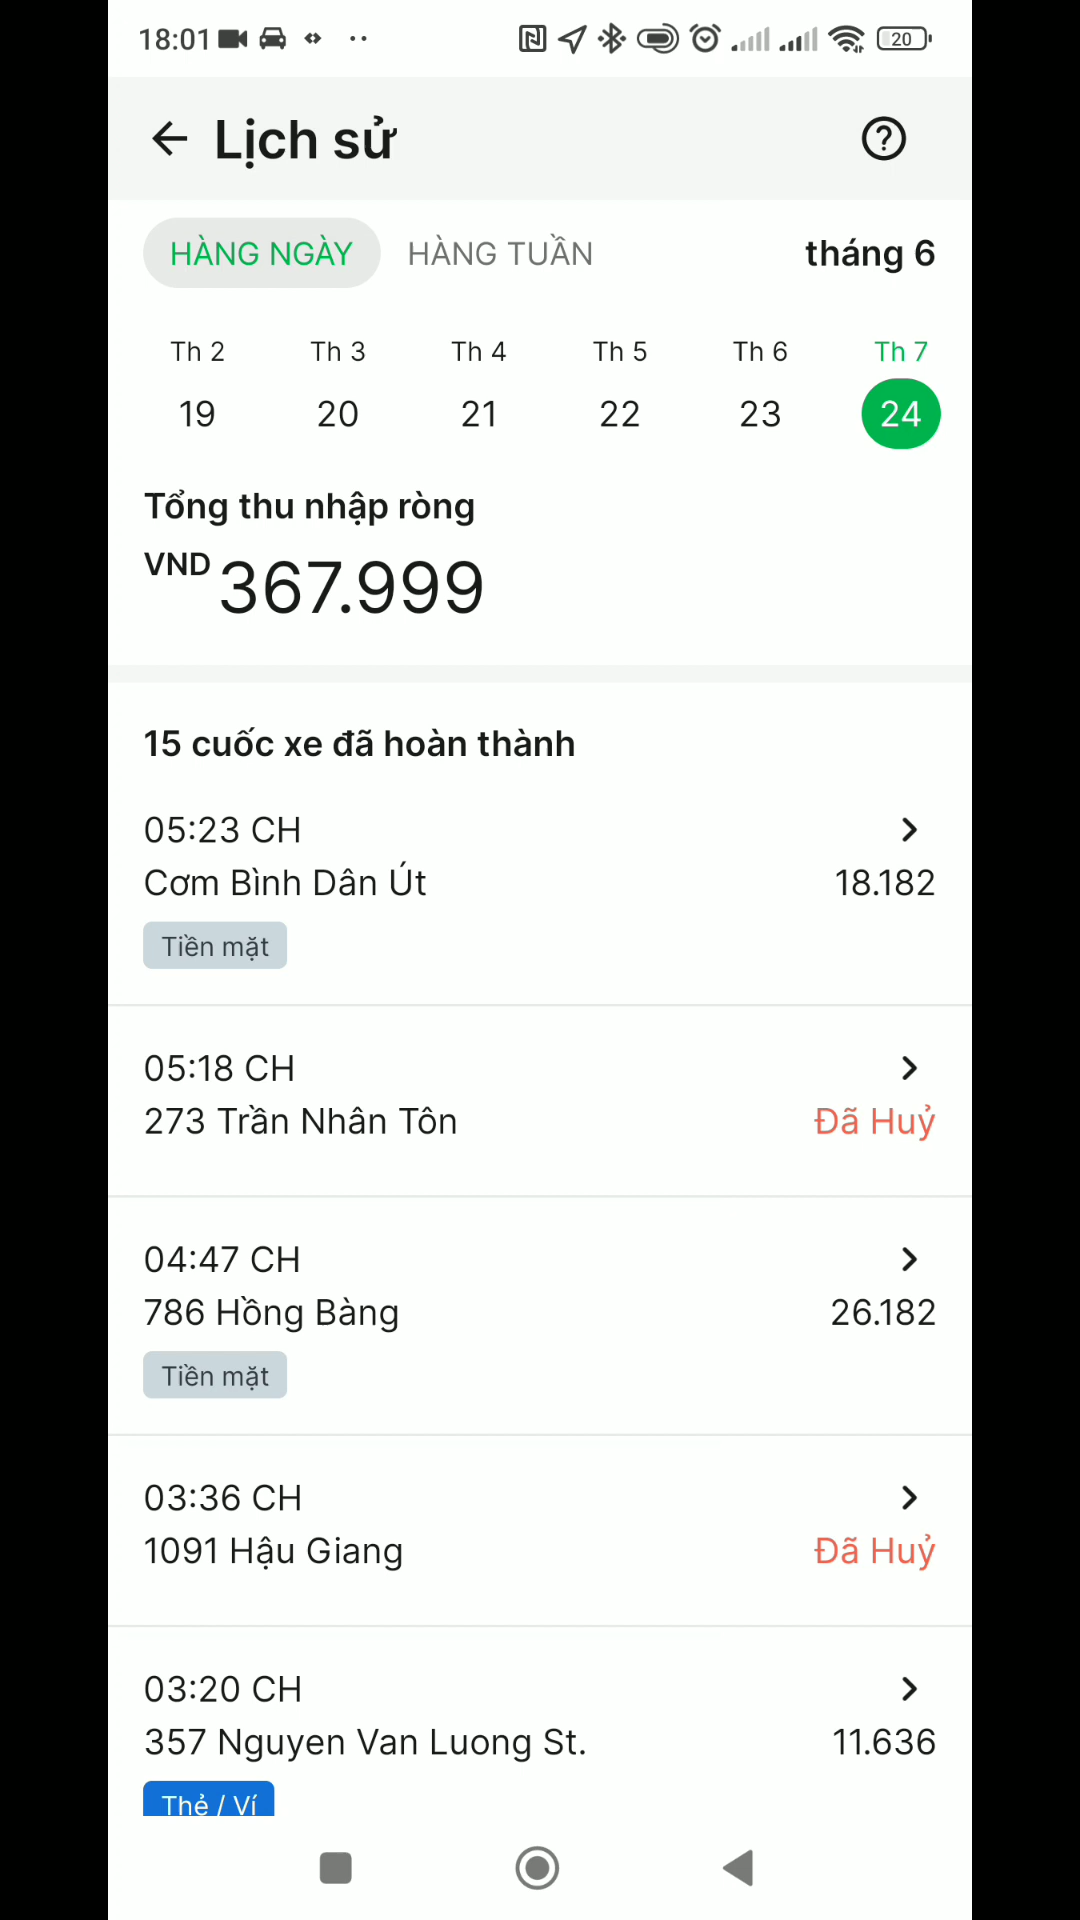 18:01
20
Lịch sử
HÀNG NGÀY HÀNG TUẦN tháng 6
Th 2 Th 3 Th 4 Th 5 Th 6 Th 7
19 20 21 22 23 24
Tổng thu nhập ròng
VND 367.999
15 cuốc xe đã hoàn thành
05:23 CH
Cơm Bình Dân Út 18.182
Tiền mặt
05:18 CH
273 Trần Nhân Tôn Đã Huỷ
04:47 CH
786 Hồng Bàng 26.182
Tiền mặt
03:36 CH
1091 Hậu Giang Đã Huỷ
03:20 CH
357 Nguyen Van Luong St. 11.636
Thẻ / Ví